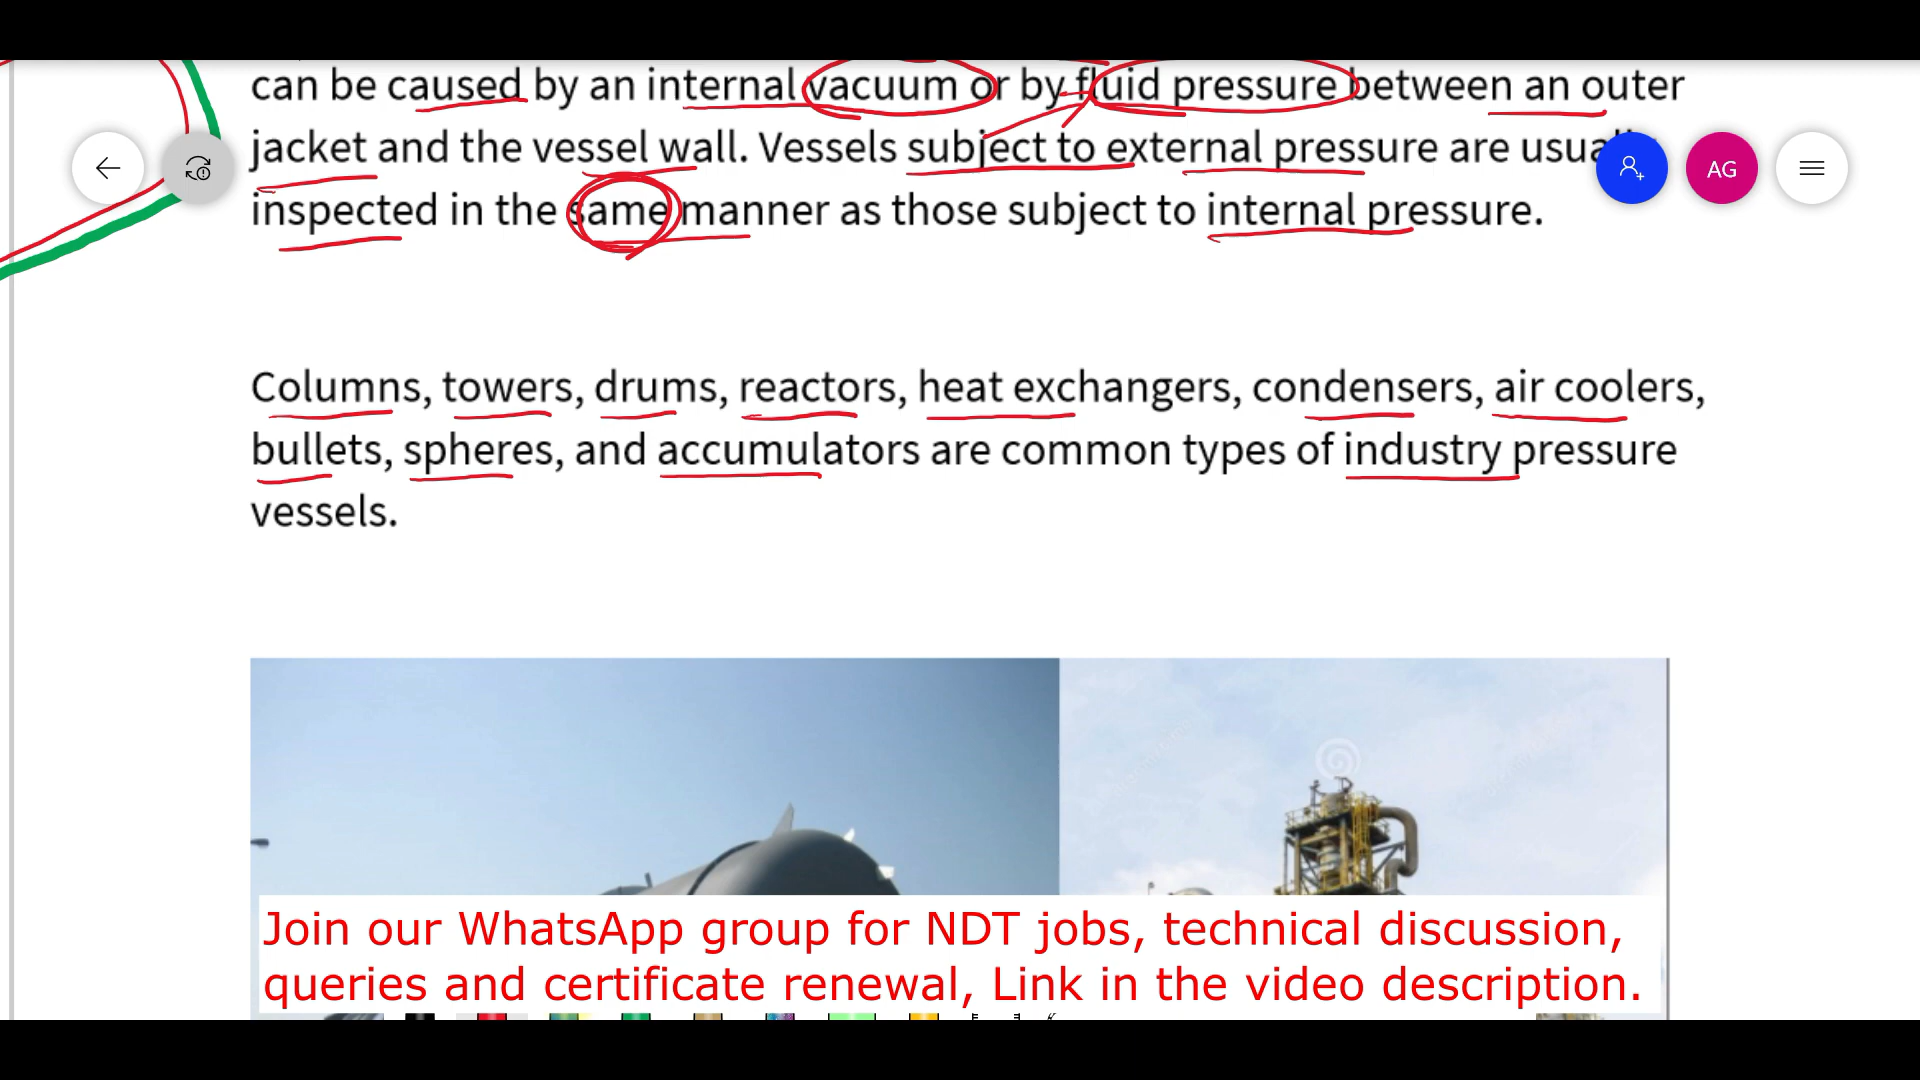 can be caused by an internal vacuum or by fluid pressure between an outer
jacket and the vessel wall. Vessels subject to external pressure are
AG
inspected in the same manner as those subject to internal pressure.
Columns, towers, drums, reactors, heat exchangers, condensers, air coolers,
bullets, spheres, and accumulators are common types of industry pressure
vessels.
Join our WhatsApp group for NDT jobs, technical discussion,
queries and certificate renewal, Link in the video description.